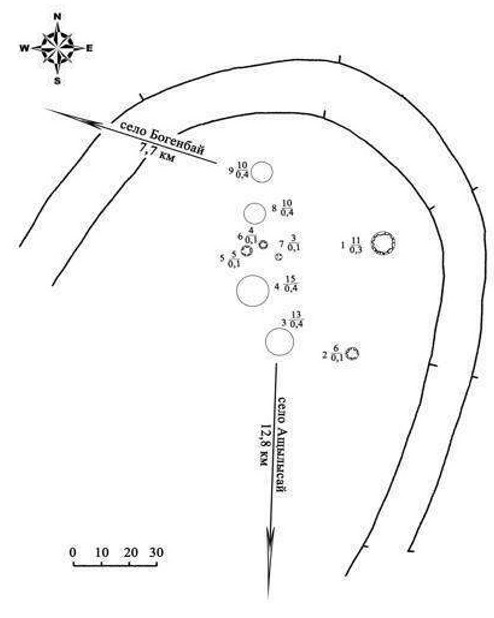 N
W E
S
село Богенбай
7,7 км
9 10/0,4
8 10/0,4
6 4/0,1
7 3/0,1
5 5/0,1
1 11/0,3
4 15/0,4
3 13/0,4
2 6/0,1
село Ащылысай
12,8 км
0 10 20 30